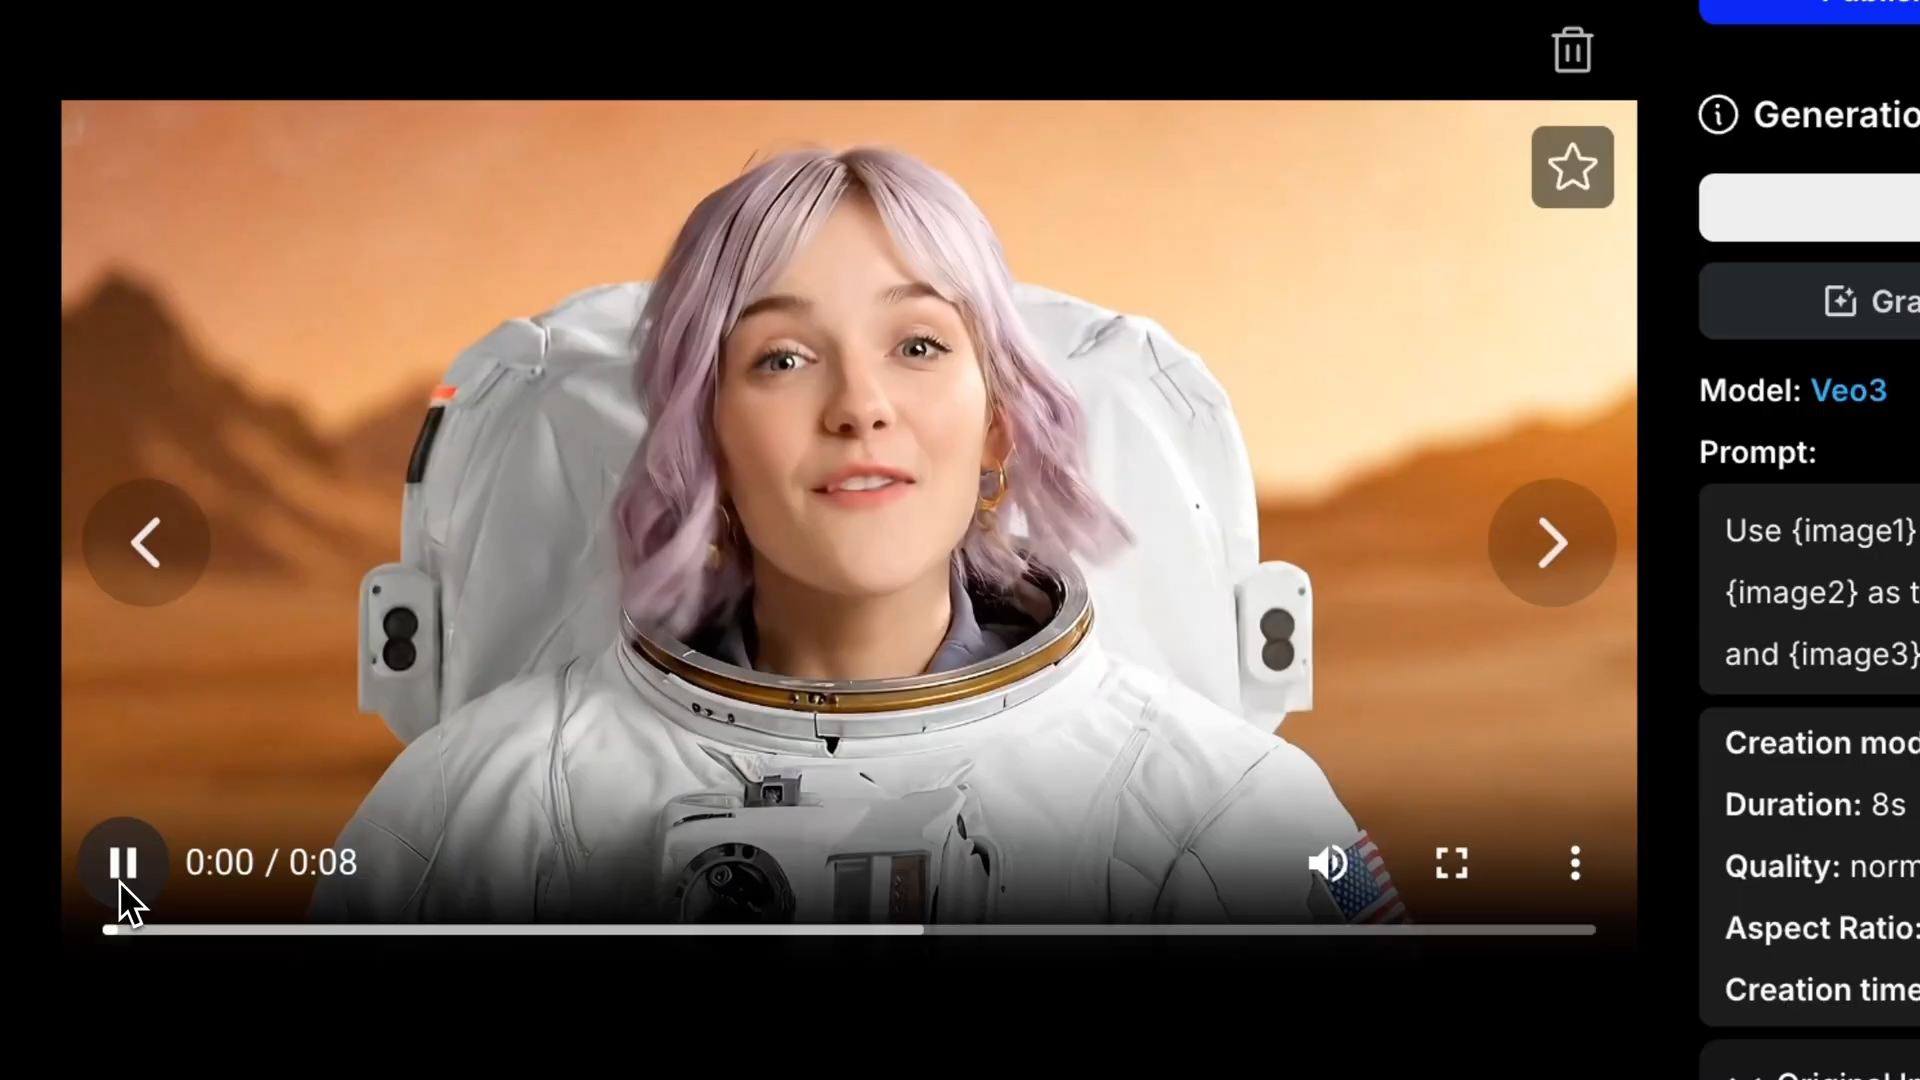 Generatio
Gra
Model: Veo3
Prompt:
Use {image1}
{image2} as t
and {image3}
Creation mod
Duration: 8s
Quality: norm
Aspect Ratio:
Creation time
0:00 / 0:08